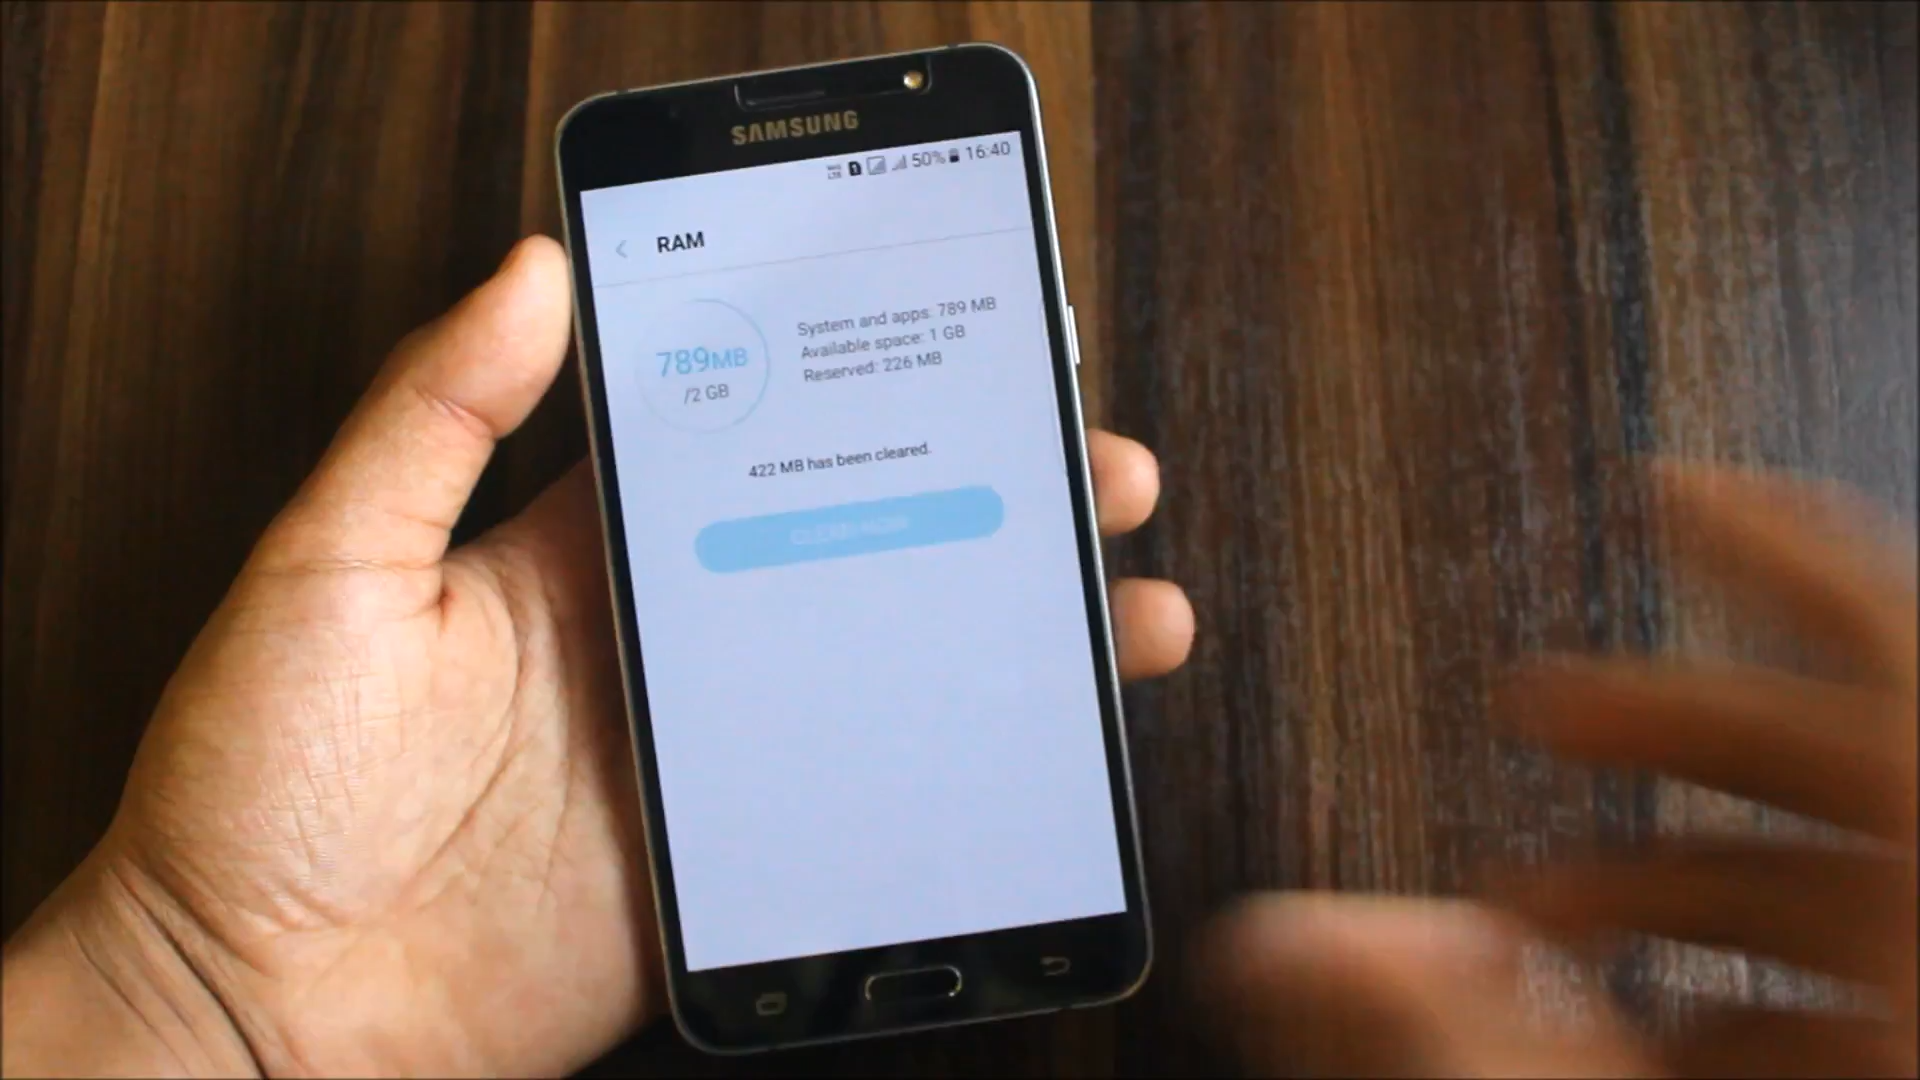 SAMSUNG
50% 16:40
RAM
789MB
/2 GB
System and apps: 789 MB
Available space: 1 GB
Reserved: 226 MB
422 MB has been cleared.